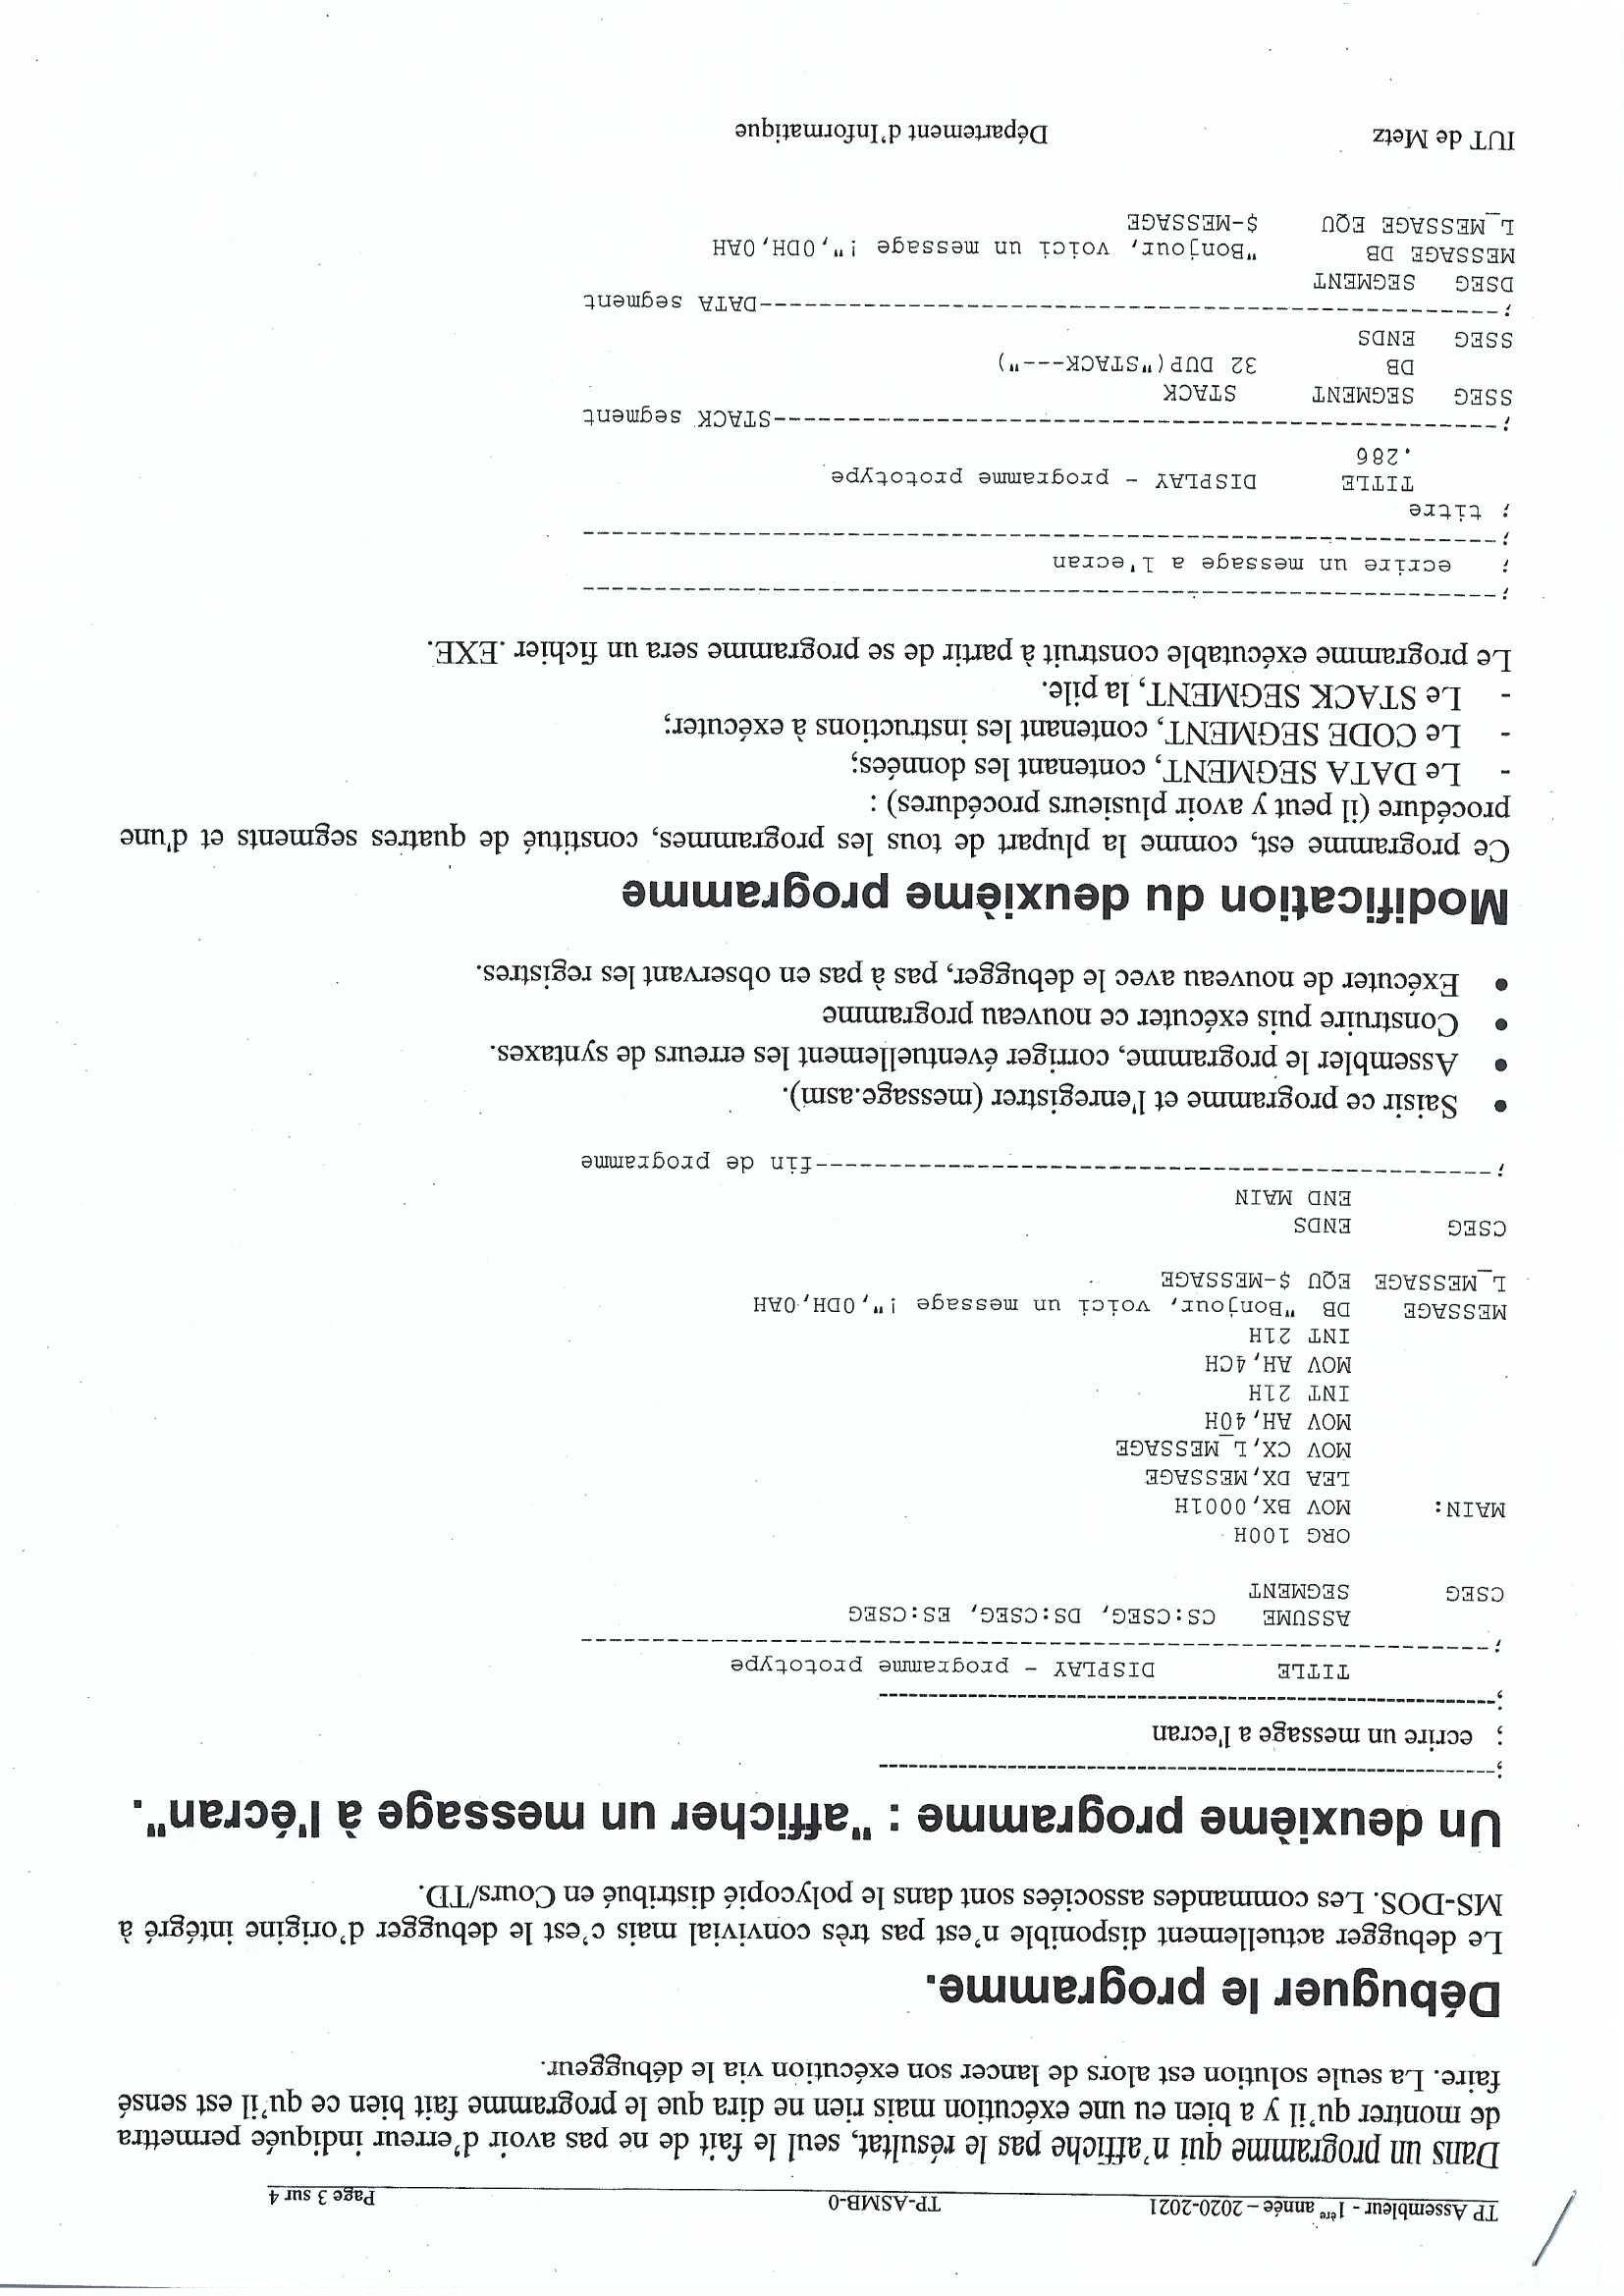 TP Assembleur - 1ère année – 2020-2021 TP-ASMB-0 Page 3 sur 4
Dans un programme qui n'affiche pas le résultat, seul le fait de ne pas avoir d'erreur indiquée permettra
de montrer qu'il y a bien eu une exécution mais rien ne dira que le programme fait bien ce qu'il est sensé
faire. La seule solution est alors de lancer son exécution via le débuggeur.
Débuguer le programme.
Le debugger actuellement disponible n'est pas très convivial mais c'est le debugger d'origine intégré à
MS-DOS. Les commandes associées sont dans le polycopié distribué en Cours/TD.
Un deuxième programme : "afficher un message à l'écran".
;---------------------------------------------------------------
; ecrire un message a l'ecran
;---------------------------------------------------------------
TITLE DISPLAY - programme prototype
;---------------------------------------------------------------
ASSUME CS:CSEG, DS:CSEG, ES:CSEG
CSEG SEGMENT
ORG 100H
MAIN: MOV BX,0001H
LEA DX,MESSAGE
MOV CX,L_MESSAGE
MOV AH,40H
INT 21H
MOV AH,4CH
INT 21H
MESSAGE DB "Bonjour, voici un message !",0DH,0AH
L_MESSAGE EQU $-MESSAGE
CSEG ENDS
END MAIN
;-----------------------------------------------fin de programme
• Saisir ce programme et l'enregistrer (message.asm).
• Assembler le programme, corriger éventuellement les erreurs de syntaxes.
• Construire puis exécuter ce nouveau programme
• Exécuter de nouveau avec le debugger, pas à pas en observant les registres.
Modification du deuxième programme
Ce programme est, comme la plupart de tous les programmes, constitué de quatres segments et d'une
procédure (il peut y avoir plusieurs procédures) :
- Le DATA SEGMENT, contenant les données;
- Le CODE SEGMENT, contenant les instructions à exécuter;
- Le STACK SEGMENT, la pile.
Le programme exécutable construit à partir de se programme sera un fichier .EXE.
;---------------------------------------------------------------
; ecrire un message a l'ecran
;---------------------------------------------------------------
; titre
TITLE DISPLAY - programme prototype
.286
;--------------------------------------------------STACK segment
SSEG SEGMENT STACK
DB 32 DUP("STACK---")
SSEG ENDS
;---------------------------------------------------DATA segment
DSEG SEGMENT
MESSAGE DB "Bonjour, voici un message !",0DH,0AH
L_MESSAGE EQU $-MESSAGE
IUT de Metz Département d'Informatique